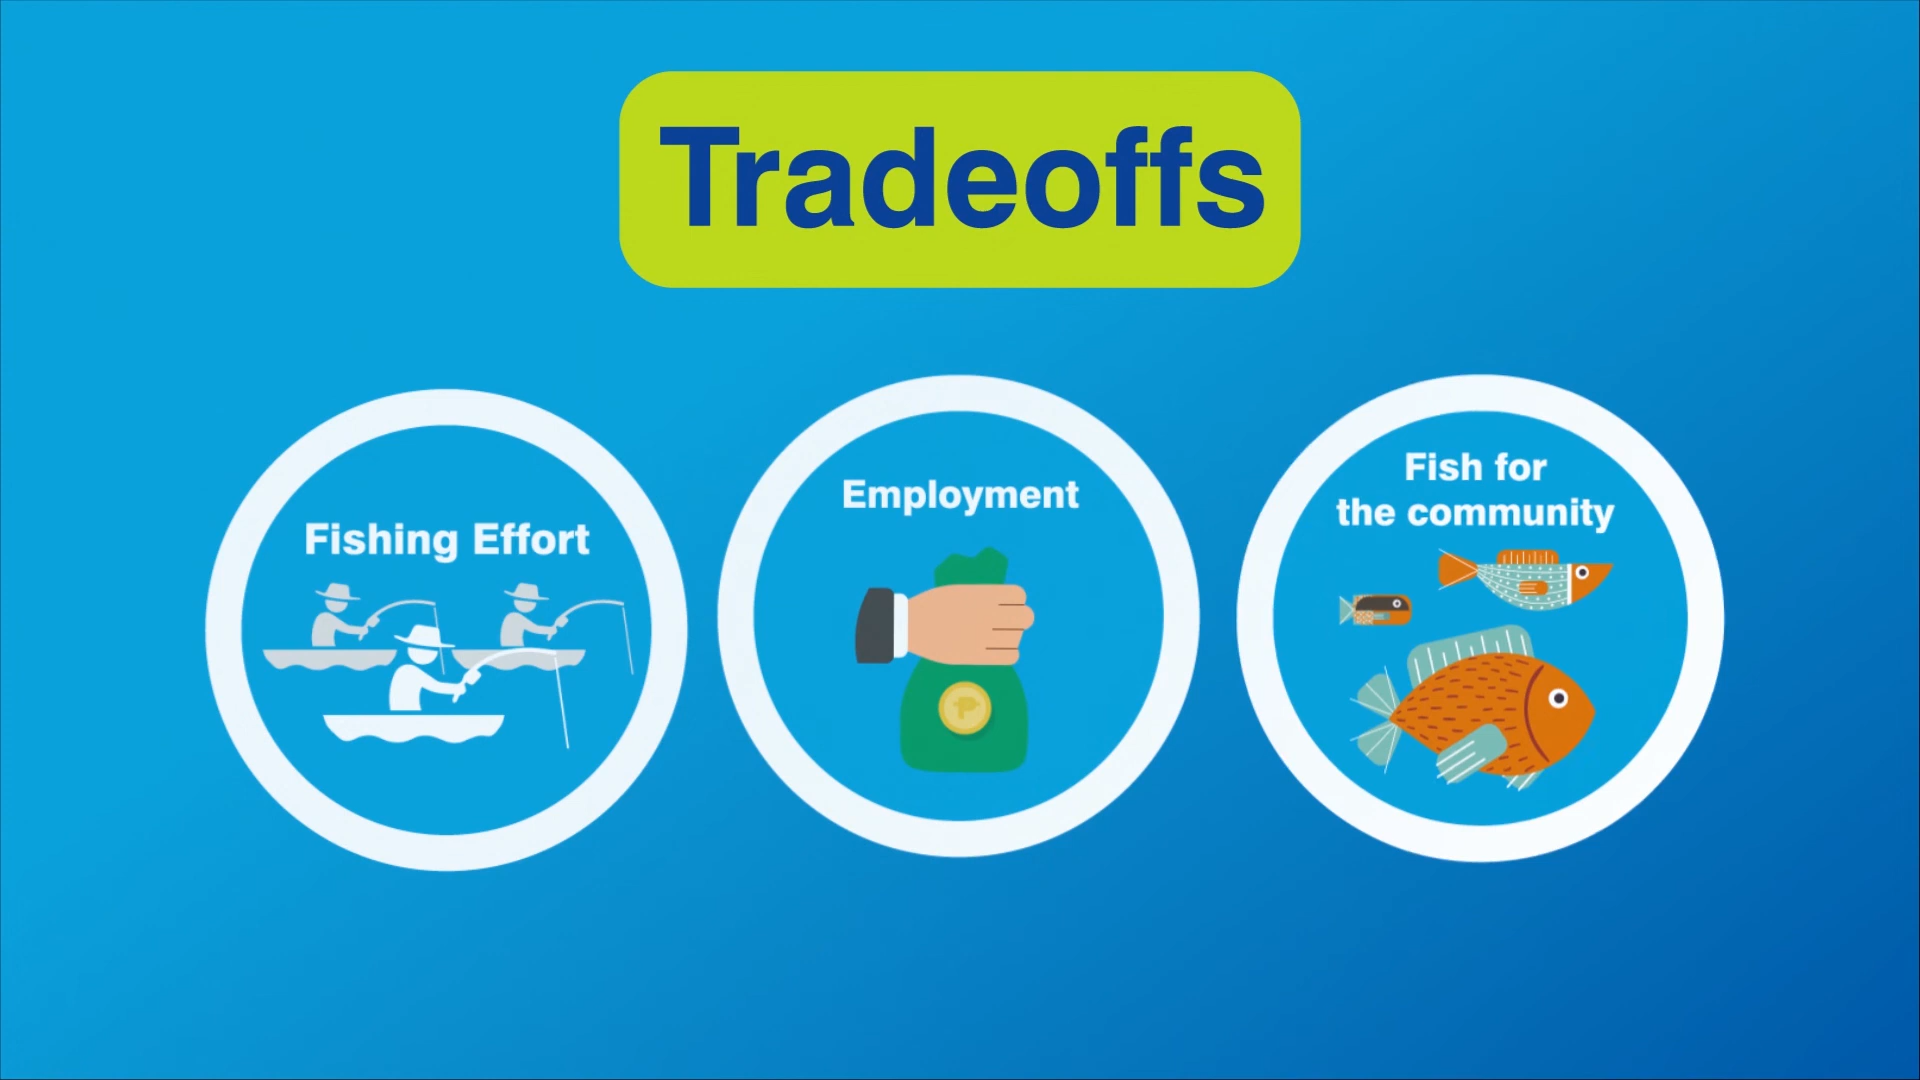 Tradeoffs
Fishing Effort
Employment
Fish for
the community